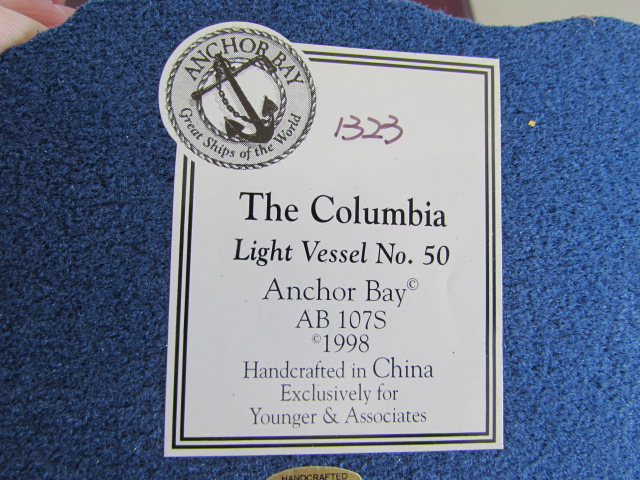 ANCHOR BAY
Great Ships of the World
1323
The Columbia
Light Vessel No. 50
Anchor Bay©
AB 107S
©1998
Handcrafted in China
Exclusively for
Younger & Associates
HANDCRAFTED